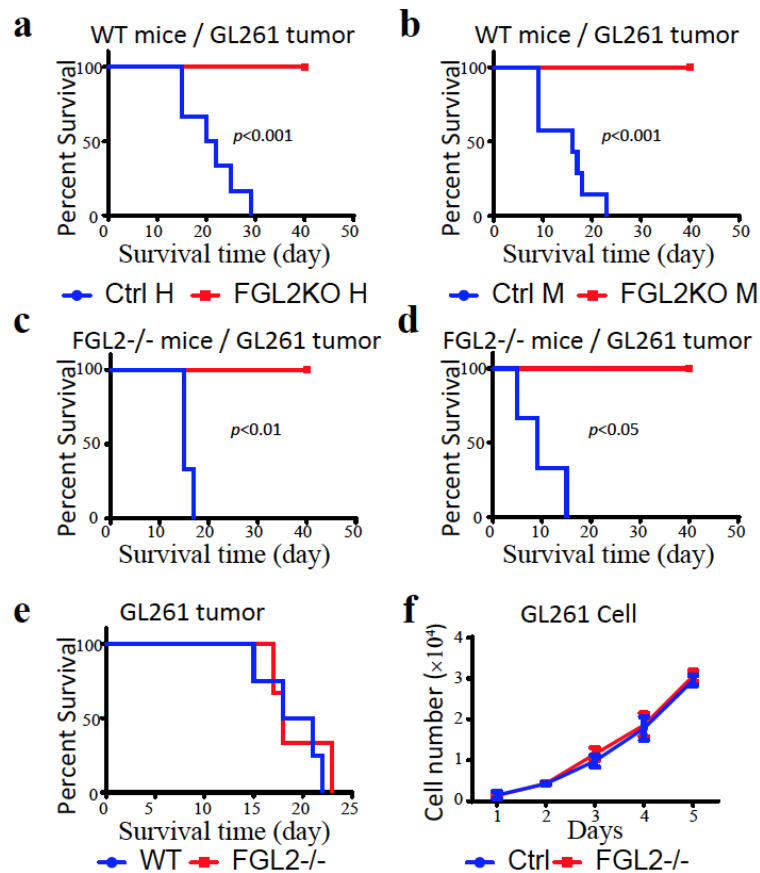 a
WT mice / GL261 tumor
Percent Survival
100
50
0
p<0.001
0 10 20 30 40 50
Survival time (day)
Ctrl H FGL2KO H
b
WT mice / GL261 tumor
Percent Survival
100
50
0
p<0.001
0 10 20 30 40 50
Survival time (day)
Ctrl M FGL2KO M
c
FGL2-/- mice / GL261 tumor
Percent Survival
100
50
0
p<0.01
0 10 20 30 40 50
Survival time (day)
d
FGL2-/- mice / GL261 tumor
Percent Survival
100
50
0
p<0.05
0 10 20 30 40 50
Survival time (day)
e
GL261 tumor
Percent Survival
100
50
0
0 5 10 15 20 25
Survival time (day)
WT FGL2-/-
f
GL261 Cell
Cell number (×10⁴)
4
3
2
1
0
1 2 3 4 5
Days
Ctrl FGL2-/-